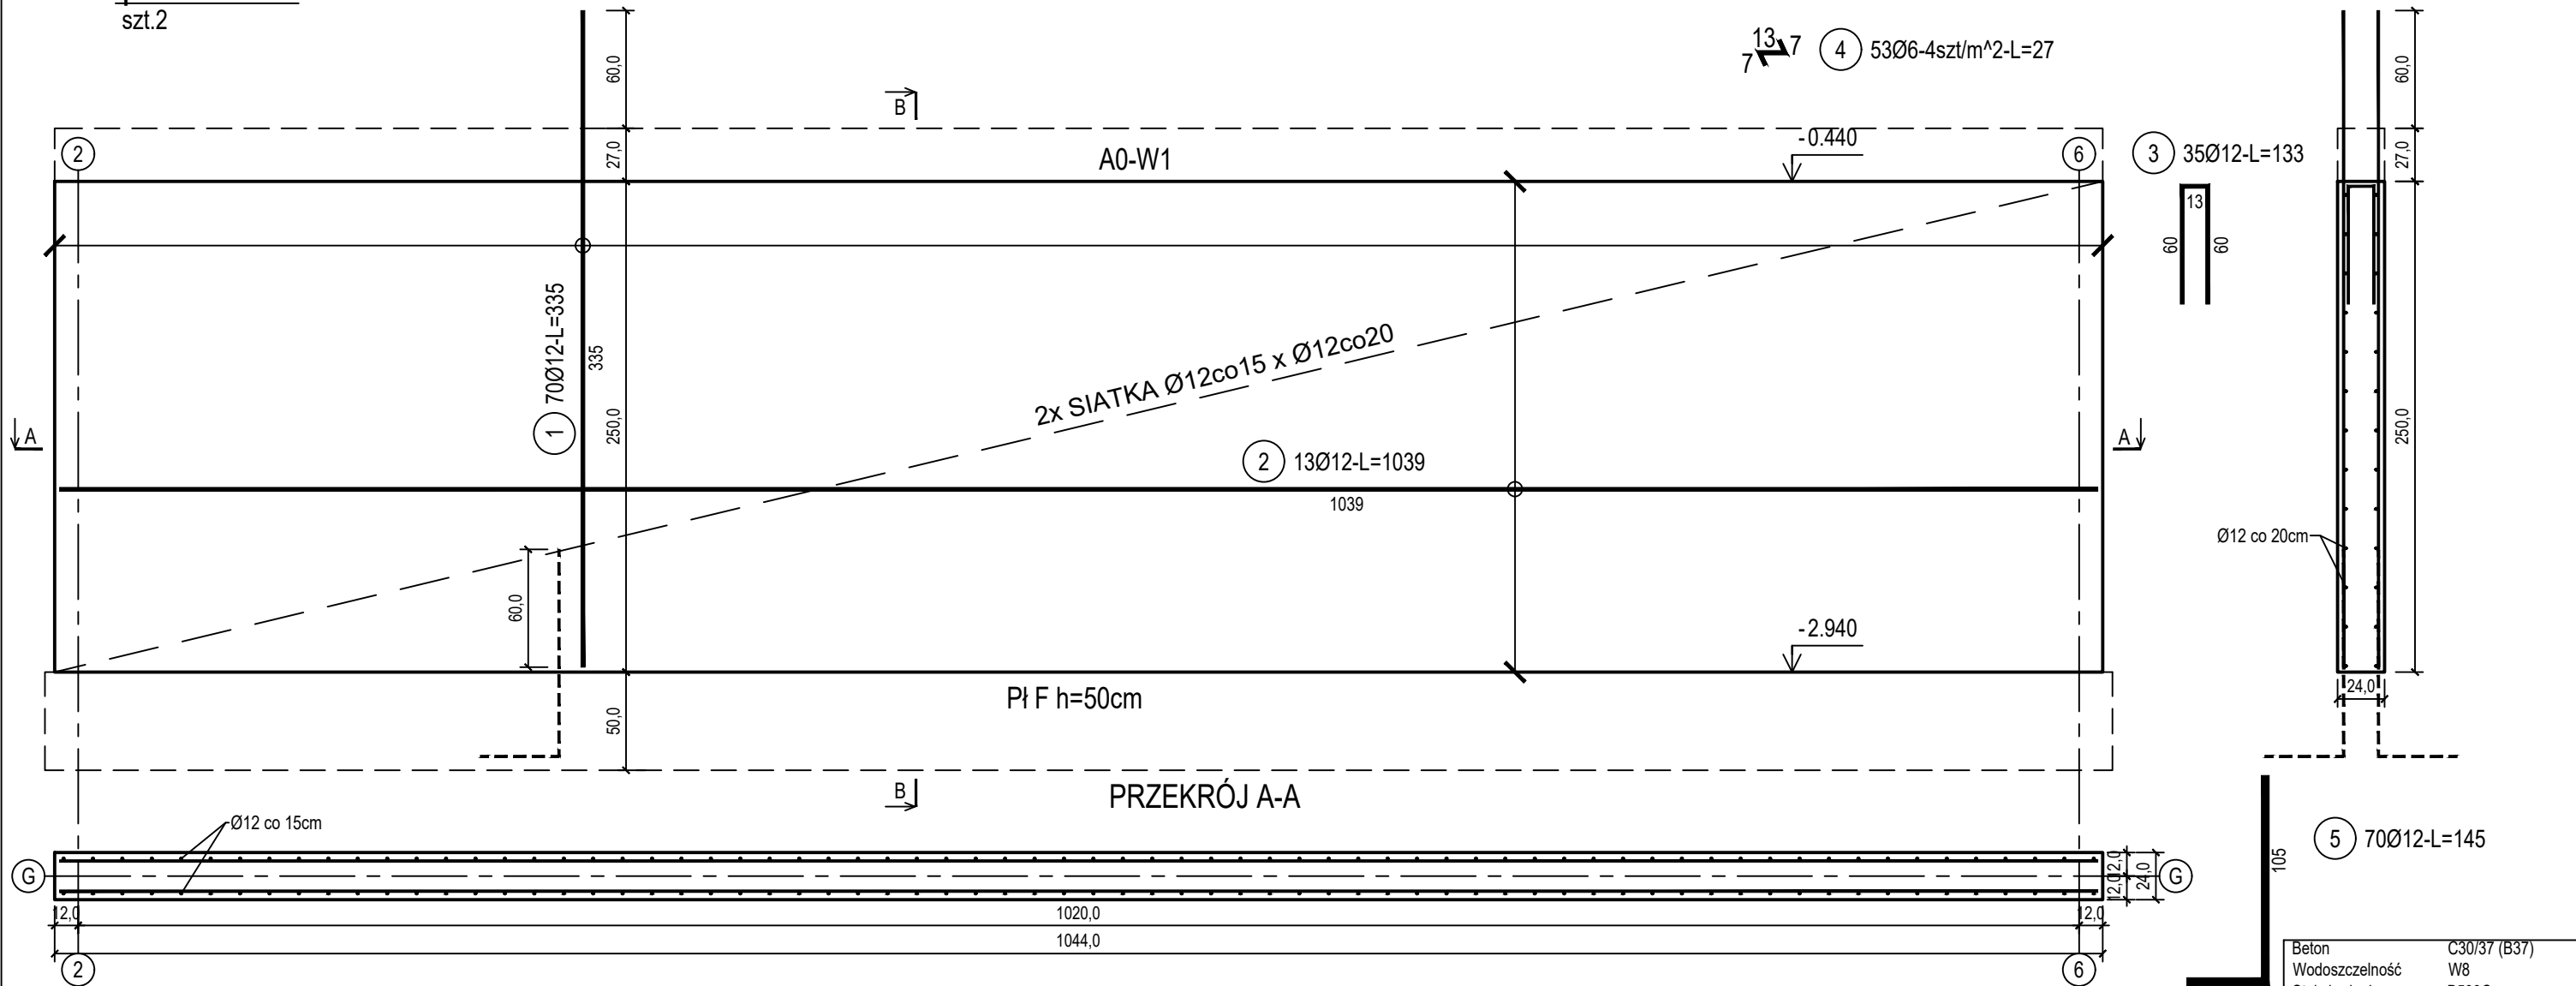 szt.2
60,0
27,0
B
13
7
7
4 53Ø6-4szt/m^2-L=27
60,0
27,0
2
A0-W1
-0.440
6
3 35Ø12-L=133
13
60
60
1 70Ø12-L=335
335
250,0
2x SIATKA Ø12co15 x Ø12co20
250,0
A
A
2 13Ø12-L=1039
1039
Ø12 co 20cm
60,0
-2.940
24,0
Pł F h=50cm
50,0
B
PRZEKRÓJ A-A
Ø12 co 15cm
5 70Ø12-L=145
105
G
12,0
12,0
24,0
G
12,0
1020,0
12,0
1044,0
2
6
Beton C30/37 (B37)
Wodoszczelność W8